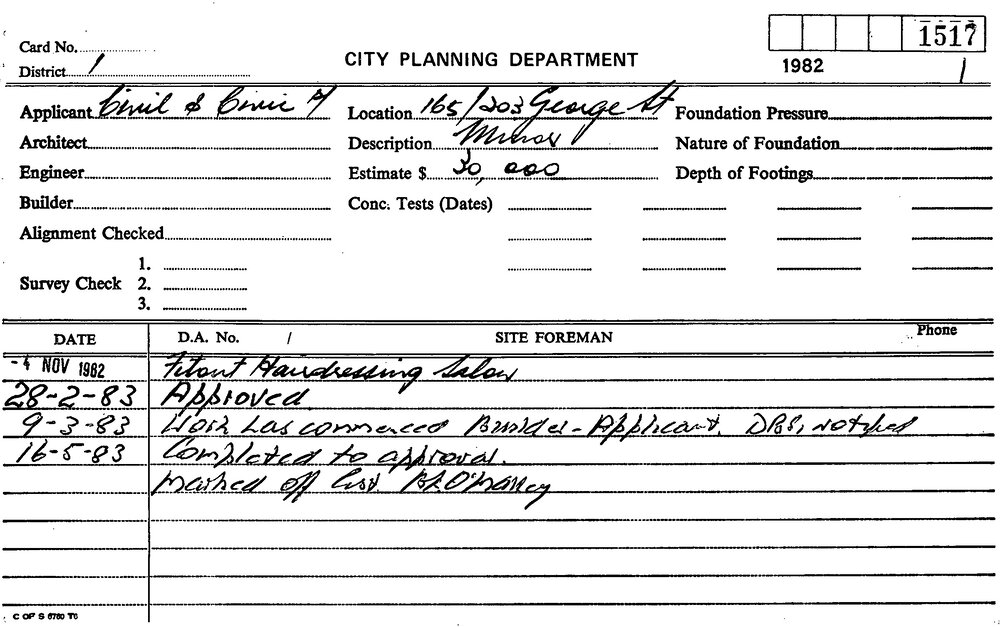 Card No.
1517
CITY PLANNING DEPARTMENT
District 1
1982
1
Applicant Civil & Civic P/ Location 165/203 George St Foundation Pressure
Architect Description Minor Nature of Foundation
Engineer Estimate $ 30,000 Depth of Footings
Builder Conc. Tests (Dates)
Alignment Checked
1.
Survey Check 2.
3.
DATE D.A. No. / SITE FOREMAN Phone
-4 NOV 1982 Fitout Hairdressing Salon
28-2-83 Approved
9-3-83 Work has commenced Builder - Applicant. notified
16-5-83 Completed to approval.
marked off
C OF S 6780 T6